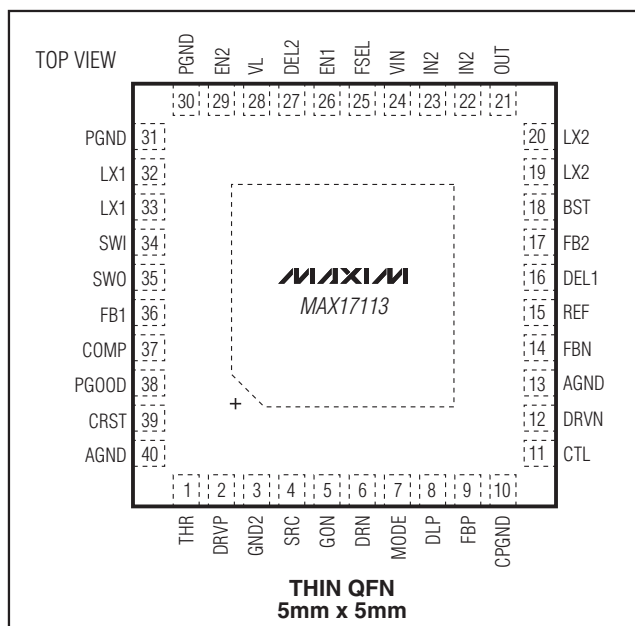 TOP VIEW
PGND EN2 VL DEL2 EN1 FSEL VIN IN2 IN2 OUT
30 29 28 27 26 25 24 23 22 21
PGND 31 20 LX2
LX1 32 19 LX2
LX1 33 18 BST
SWI 34 17 FB2
SWO 35 MAXIM 16 DEL1
FB1 36 MAX17113 15 REF
COMP 37 14 FBN
PGOOD 38 13 AGND
CRST 39 + 12 DRVN
AGND 40 11 CTL
1 2 3 4 5 6 7 8 9 10
THR DRVP GND2 SRC GON DRN MODE DLP FBP CPGND
THIN QFN
5mm x 5mm